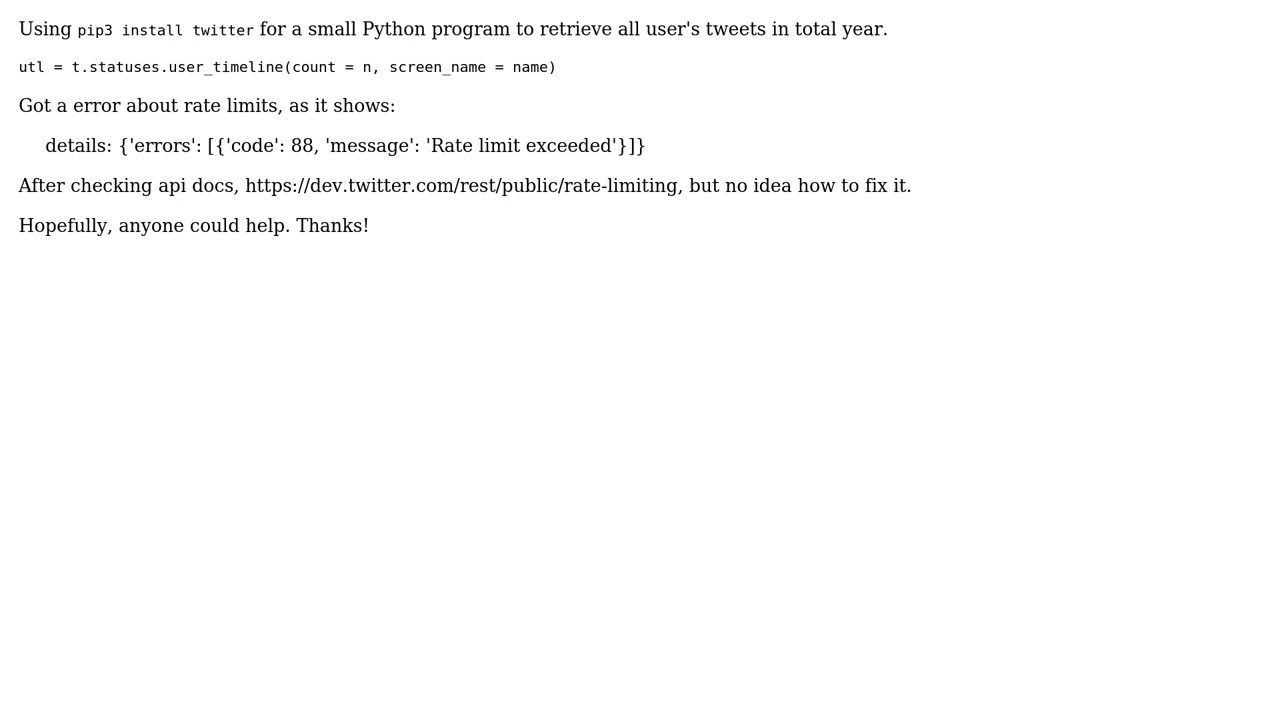 Using pip3 install twitter for a small Python program to retrieve all user's tweets in total year.
utl = t.statuses.user_timeline(count = n, screen_name = name)
Got a error about rate limits, as it shows:
details: {'errors': [{'code': 88, 'message': 'Rate limit exceeded'}]}
After checking api docs, https://dev.twitter.com/rest/public/rate-limiting, but no idea how to fix it.
Hopefully, anyone could help. Thanks!